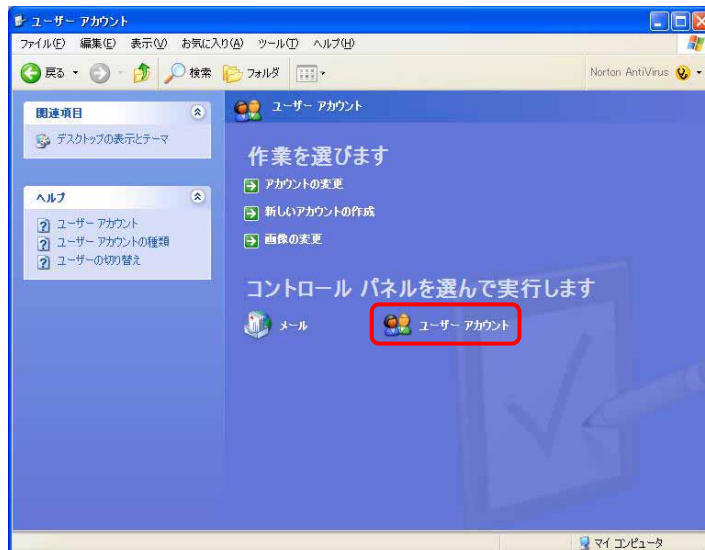 ユーザー アカウント
ファイル(F) 編集(E) 表示(V) お気に入り(A) ツール(T) ヘルプ(H)
戻る 検索 フォルダ Norton AntiVirus
関連項目
デスクトップの表示とテーマ
ヘルプ
ユーザー アカウント
ユーザー アカウントの種類
ユーザーの切り替え
ユーザー アカウント
作業を選びます
アカウントの変更
新しいアカウントの作成
画像の変更
コントロール パネルを選んで実行します
メール ユーザー アカウント
マイ コンピュータ